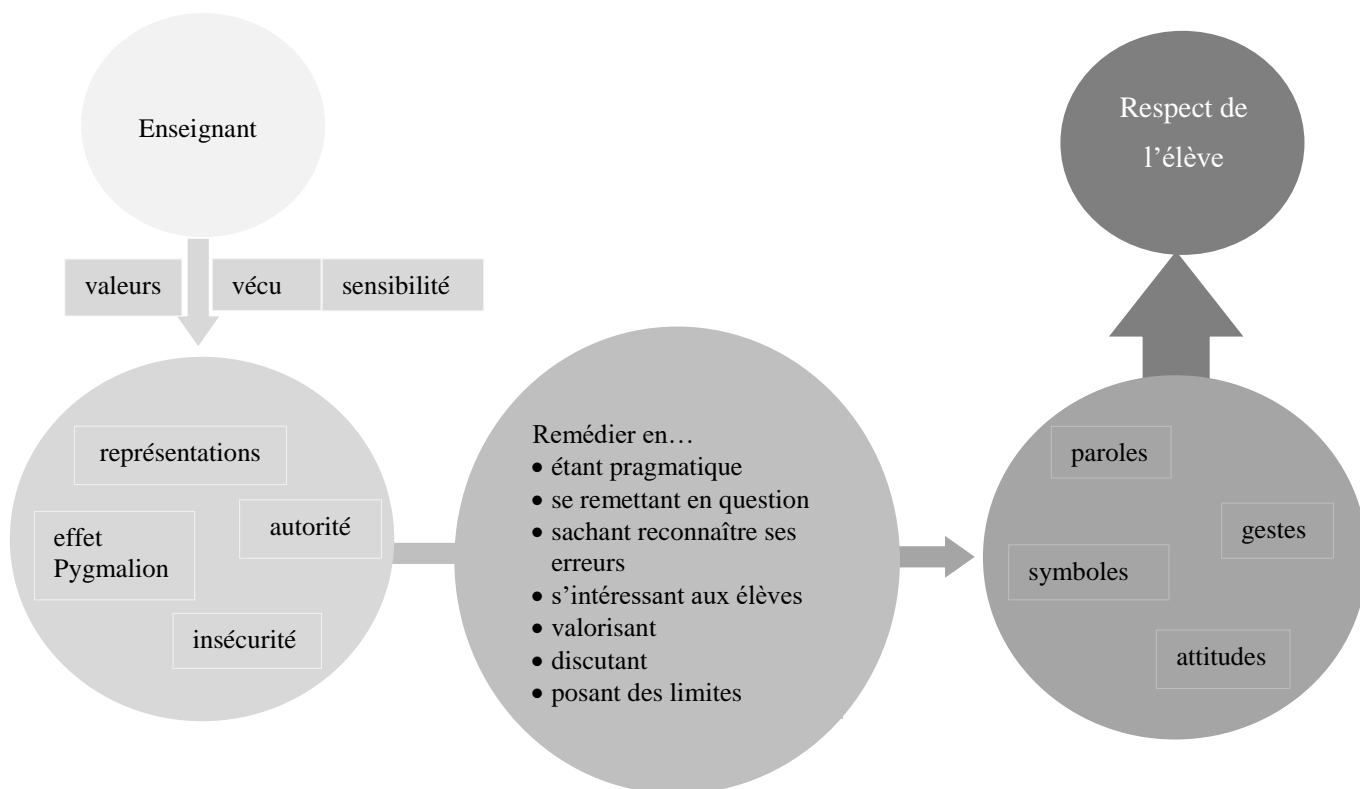 Enseignant
valeurs
vécu
sensibilité
représentations
autorité
effet
Pygmalion
insécurité
Remédier en…
• étant pragmatique
• se remettant en question
• sachant reconnaître ses
erreurs
• s’intéressant aux élèves
• valorisant
• discutant
• posant des limites
paroles
gestes
symboles
attitudes
Respect de
l’élève